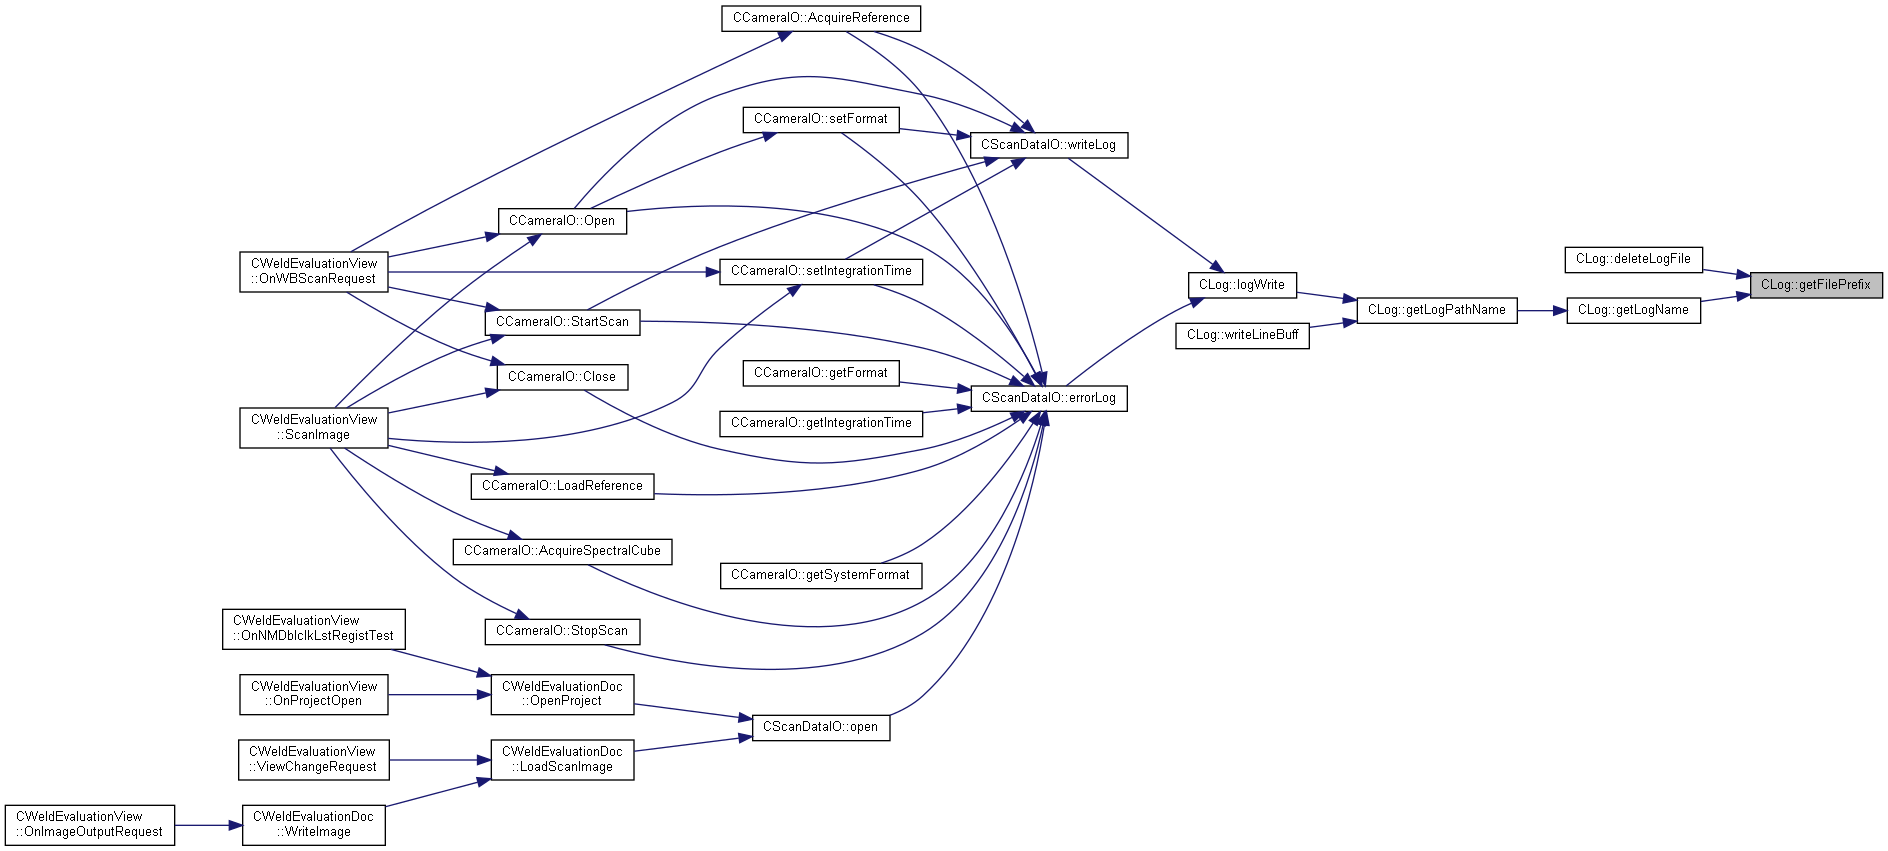 CCameraIO::AcquireReference
CCameraIO::setFormat
CScanDataIO::writeLog
CCameraIO::Open
CWeldEvaluationView
::OnWBScanRequest
CCameraIO::setIntegrationTime
CLog::logWrite
CLog::deleteLogFile
CLog::getFilePrefix
CCameraIO::StartScan
CLog::getLogPathName
CLog::getLogName
CLog::writeLineBuff
CCameraIO::Close
CCameraIO::getFormat
CScanDataIO::errorLog
CWeldEvaluationView
::ScanImage
CCameraIO::getIntegrationTime
CCameraIO::LoadReference
CCameraIO::AcquireSpectralCube
CCameraIO::getSystemFormat
CWeldEvaluationView
::OnNMDblclkLstRegistTest
CCameraIO::StopScan
CWeldEvaluationView
::OnProjectOpen
CWeldEvaluationDoc
::OpenProject
CScanDataIO::open
CWeldEvaluationView
::ViewChangeRequest
CWeldEvaluationDoc
::LoadScanImage
CWeldEvaluationView
::OnImageOutputRequest
CWeldEvaluationDoc
::WriteImage